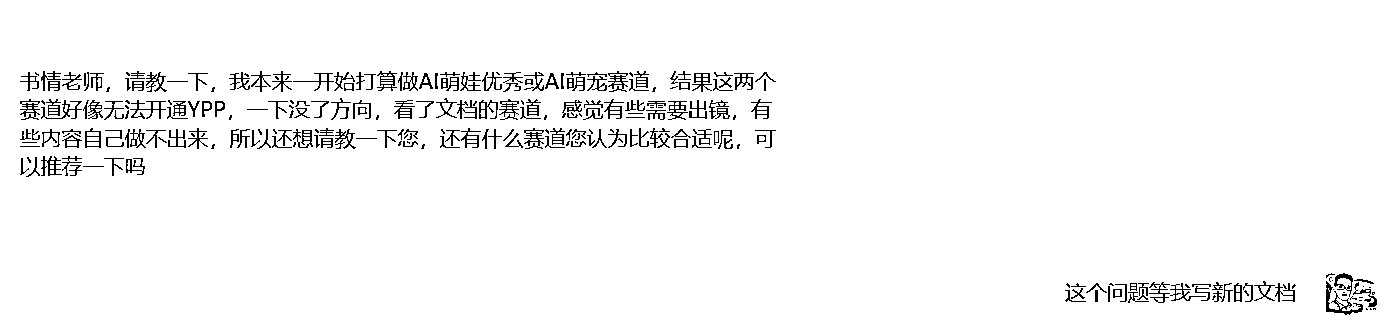 书情老师，请教一下，我本来一开始打算做AI萌娃优秀或AI萌宠赛道，结果这两个
赛道好像无法开通YPP，一下没了方向，看了文档的赛道，感觉有些需要出镜，有
些内容自己做不出来，所以还想请教一下您，还有什么赛道您认为比较合适呢，可
以推荐一下吗
这个问题等我写新的文档